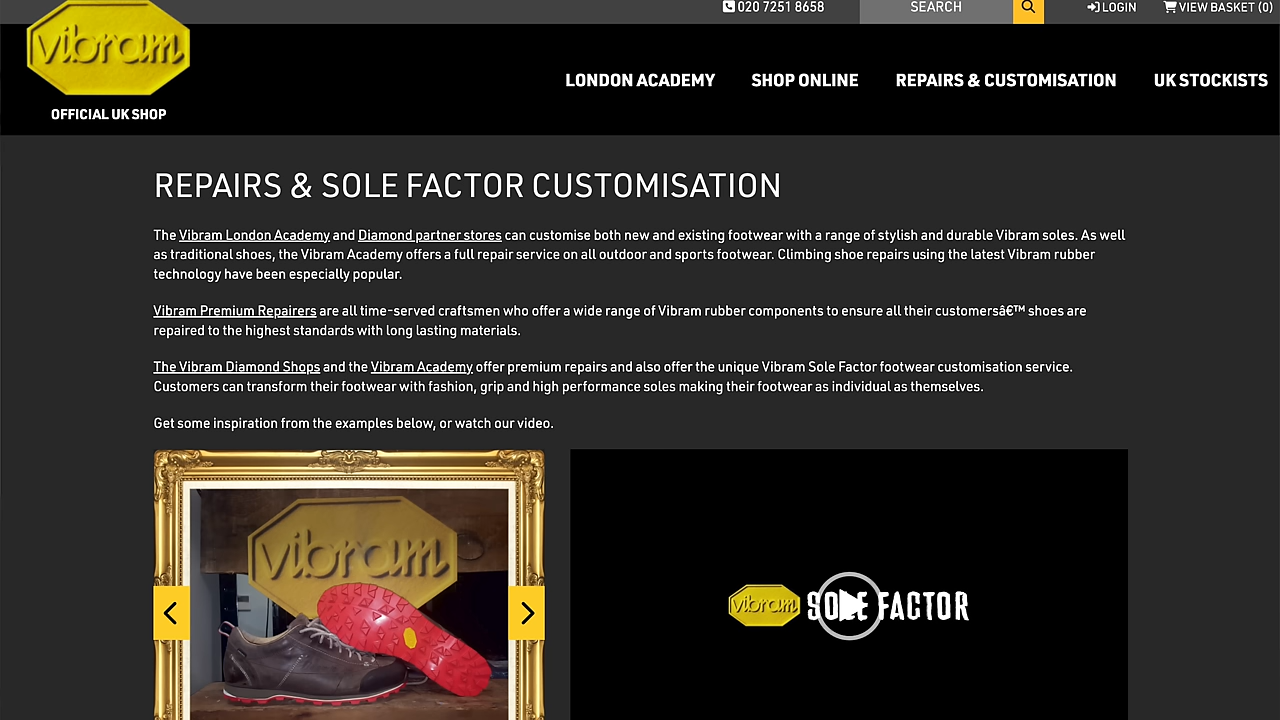 020 7251 8658
SEARCH
LOGIN
VIEW BASKET (0)
vibram
OFFICIAL UK SHOP
LONDON ACADEMY
SHOP ONLINE
REPAIRS & CUSTOMISATION
UK STOCKISTS
REPAIRS & SOLE FACTOR CUSTOMISATION
The Vibram London Academy and Diamond partner stores can customise both new and existing footwear with a range of stylish and durable Vibram soles. As well
as traditional shoes, the Vibram Academy offers a full repair service on all outdoor and sports footwear. Climbing shoe repairs using the latest Vibram rubber
technology have been especially popular.
Vibram Premium Repairers are all time-served craftsmen who offer a wide range of Vibram rubber components to ensure all their customersâ€™ shoes are
repaired to the highest standards with long lasting materials.
The Vibram Diamond Shops and the Vibram Academy offer premium repairs and also offer the unique Vibram Sole Factor footwear customisation service.
Customers can transform their footwear with fashion, grip and high performance soles making their footwear as individual as themselves.
Get some inspiration from the examples below, or watch our video.
vibram
vibram SOLE FACTOR